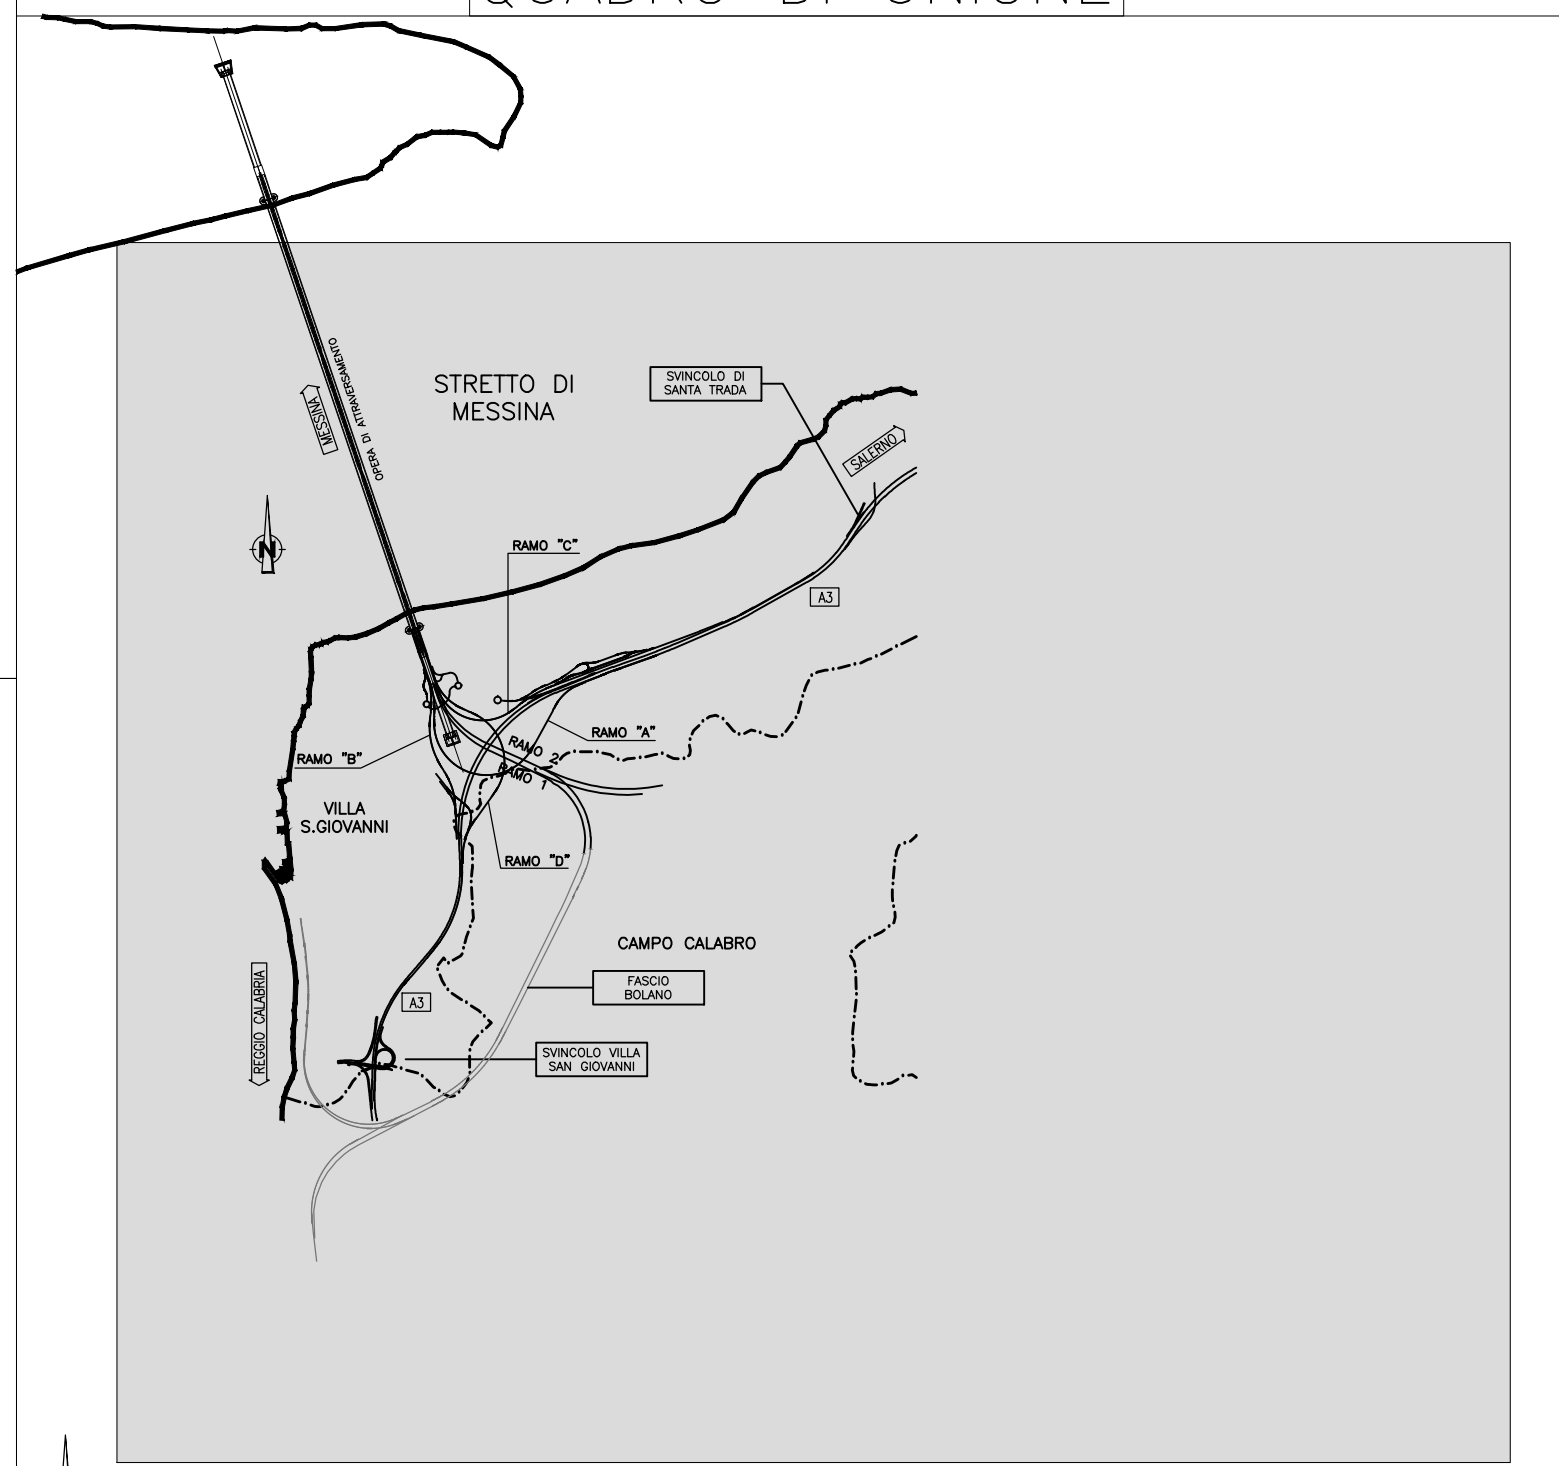 QUADRO DI UNIONE
OPERA DI ATTRAVERSAMENTO
MESSINA
STRETTO DI
MESSINA
SVINCOLO DI
SANTA TRADA
SALERNO
N
RAMO "C"
A3
RAMO "A"
RAMO 2
RAMO "B"
RAMO 1
VILLA
S.GIOVANNI
RAMO "D"
CAMPO CALABRO
FASCIO
BOLANO
REGGIO CALABRIA
A3
SVINCOLO VILLA
SAN GIOVANNI